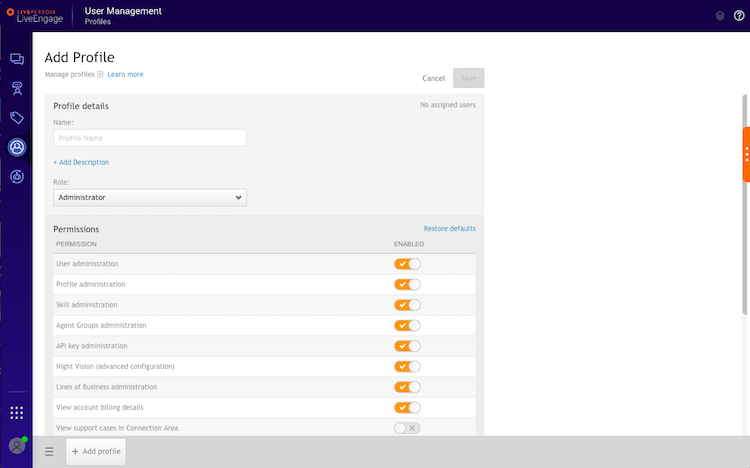 LIVEPERSON
LiveEngage
User Management
Profiles
Add Profile
Manage profiles Learn more
Cancel Save
Profile details No assigned users
Name:
Profile Name
+ Add Description
Role:
Administrator
Permissions Restore defaults
PERMISSION ENABLED
User administration
Profile administration
Skill administration
Agent Groups administration
API key administration
Night Vision (advanced configuration)
Lines of Business administration
View account billing details
View support cases in Connection Area
+ Add profile